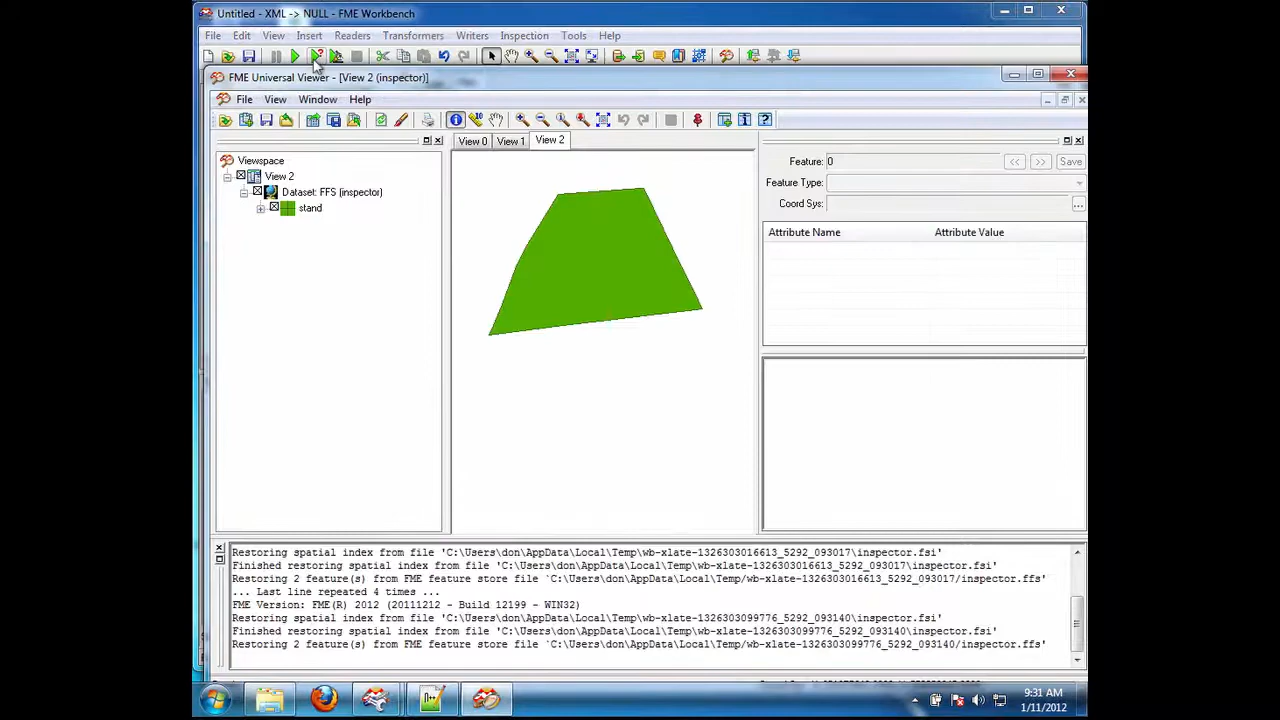 Untitled - XML -> NULL - FME Workbench
File Edit View Insert Readers Transformers Writers Inspection Tools Help
FME Universal Viewer - [View 2 (inspector)]
File View Window Help
View 0 View 1 View 2
Viewspace
View 2
Dataset: FFS (inspector)
stand
Feature: 0 << >> Save
Feature Type:
Coord Sys: ...
Attribute Name Attribute Value
Restoring spatial index from file 'C:\Users\don\AppData\Local\Temp\wb-xlate-1326303016613_5292_093017\inspector.fsi'
Finished restoring spatial index from file 'C:\Users\don\AppData\Local\Temp\wb-xlate-1326303016613_5292_093017\inspector.fsi'
Restoring 2 feature(s) from FME feature store file `C:\Users\don\AppData\Local\Temp/wb-xlate-1326303016613_5292_093017/inspector.ffs'
... Last line repeated 4 times ...
FME Version: FME(R) 2012 (20111212 - Build 12199 - WIN32)
Restoring spatial index from file 'C:\Users\don\AppData\Local\Temp\wb-xlate-1326303099776_5292_093140\inspector.fsi'
Finished restoring spatial index from file 'C:\Users\don\AppData\Local\Temp\wb-xlate-1326303099776_5292_093140\inspector.fsi'
Restoring 2 feature(s) from FME feature store file `C:\Users\don\AppData\Local\Temp/wb-xlate-1326303099776_5292_093140/inspector.ffs'
9:31 AM
1/11/2012